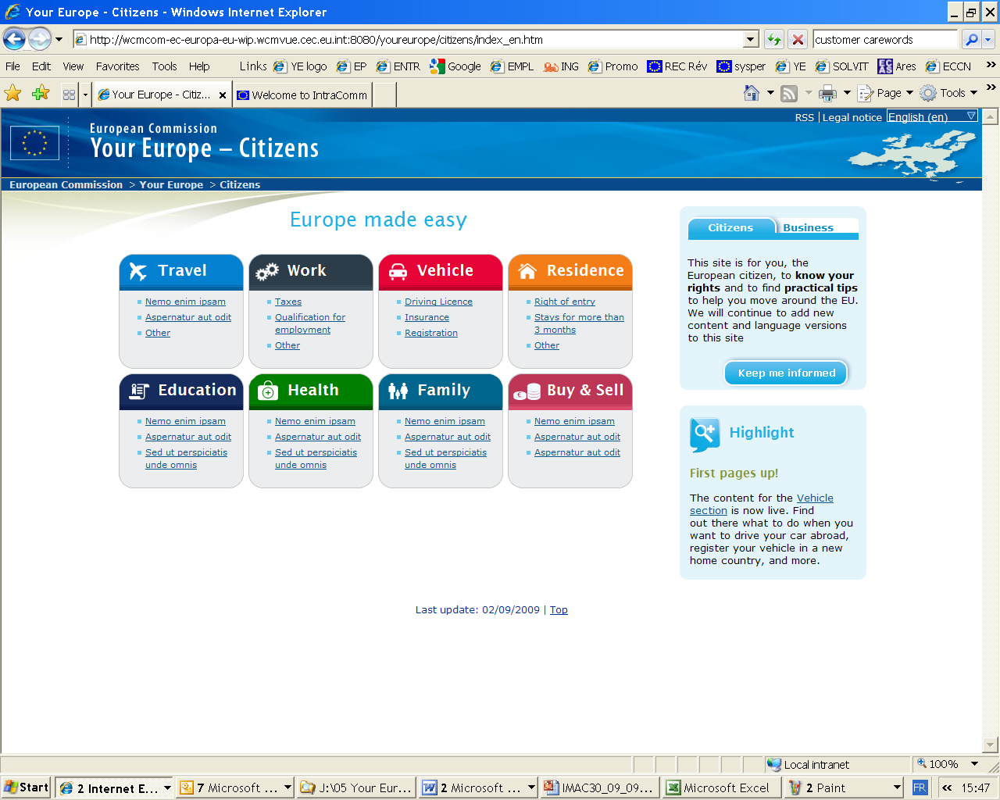 Your Europe - Citizens - Windows Internet Explorer
http://wcmcom-ec-europa-eu-wip.wcmvue.cec.eu.int:8080/youreurope/citizens/index_en.htm
customer carewords
File Edit View Favorites Tools Help Links YE logo EP ENTR Google EMPL ING Promo REC Rév sysper YE SOLVIT Ares ECCN
Your Europe - Citiz... Welcome to IntraComm Page Tools
RSS | Legal notice English (en)
European Commission
Your Europe – Citizens
European Commission > Your Europe > Citizens
Europe made easy
Travel
Nemo enim ipsam
Aspernatur aut odit
Other
Work
Taxes
Qualification for
employment
Other
Vehicle
Driving Licence
Insurance
Registration
Residence
Right of entry
Stays for more than
3 months
Other
Education
Nemo enim ipsam
Aspernatur aut odit
Sed ut perspiciatis
unde omnis
Health
Nemo enim ipsam
Aspernatur aut odit
Sed ut perspiciatis
unde omnis
Family
Nemo enim ipsam
Aspernatur aut odit
Sed ut perspiciatis
unde omnis
Buy & Sell
Nemo enim ipsam
Aspernatur aut odit
Aspernatur aut odit
Citizens Business
This site is for you, the
European citizen, to know your
rights and to find practical tips
to help you move around the EU.
We will continue to add new
content and language versions
to this site
Keep me informed
Highlight
First pages up!
The content for the Vehicle
section is now live. Find
out there what to do when you
want to drive your car abroad,
register your vehicle in a new
home country, and more.
Last update: 02/09/2009 | Top
Local intranet 100%
Start 2 Internet E... 7 Microsoft ... J:\05 Your Eur... 2 Microsoft ... IMAC30_09_09... Microsoft Excel 2 Paint FR 15:47